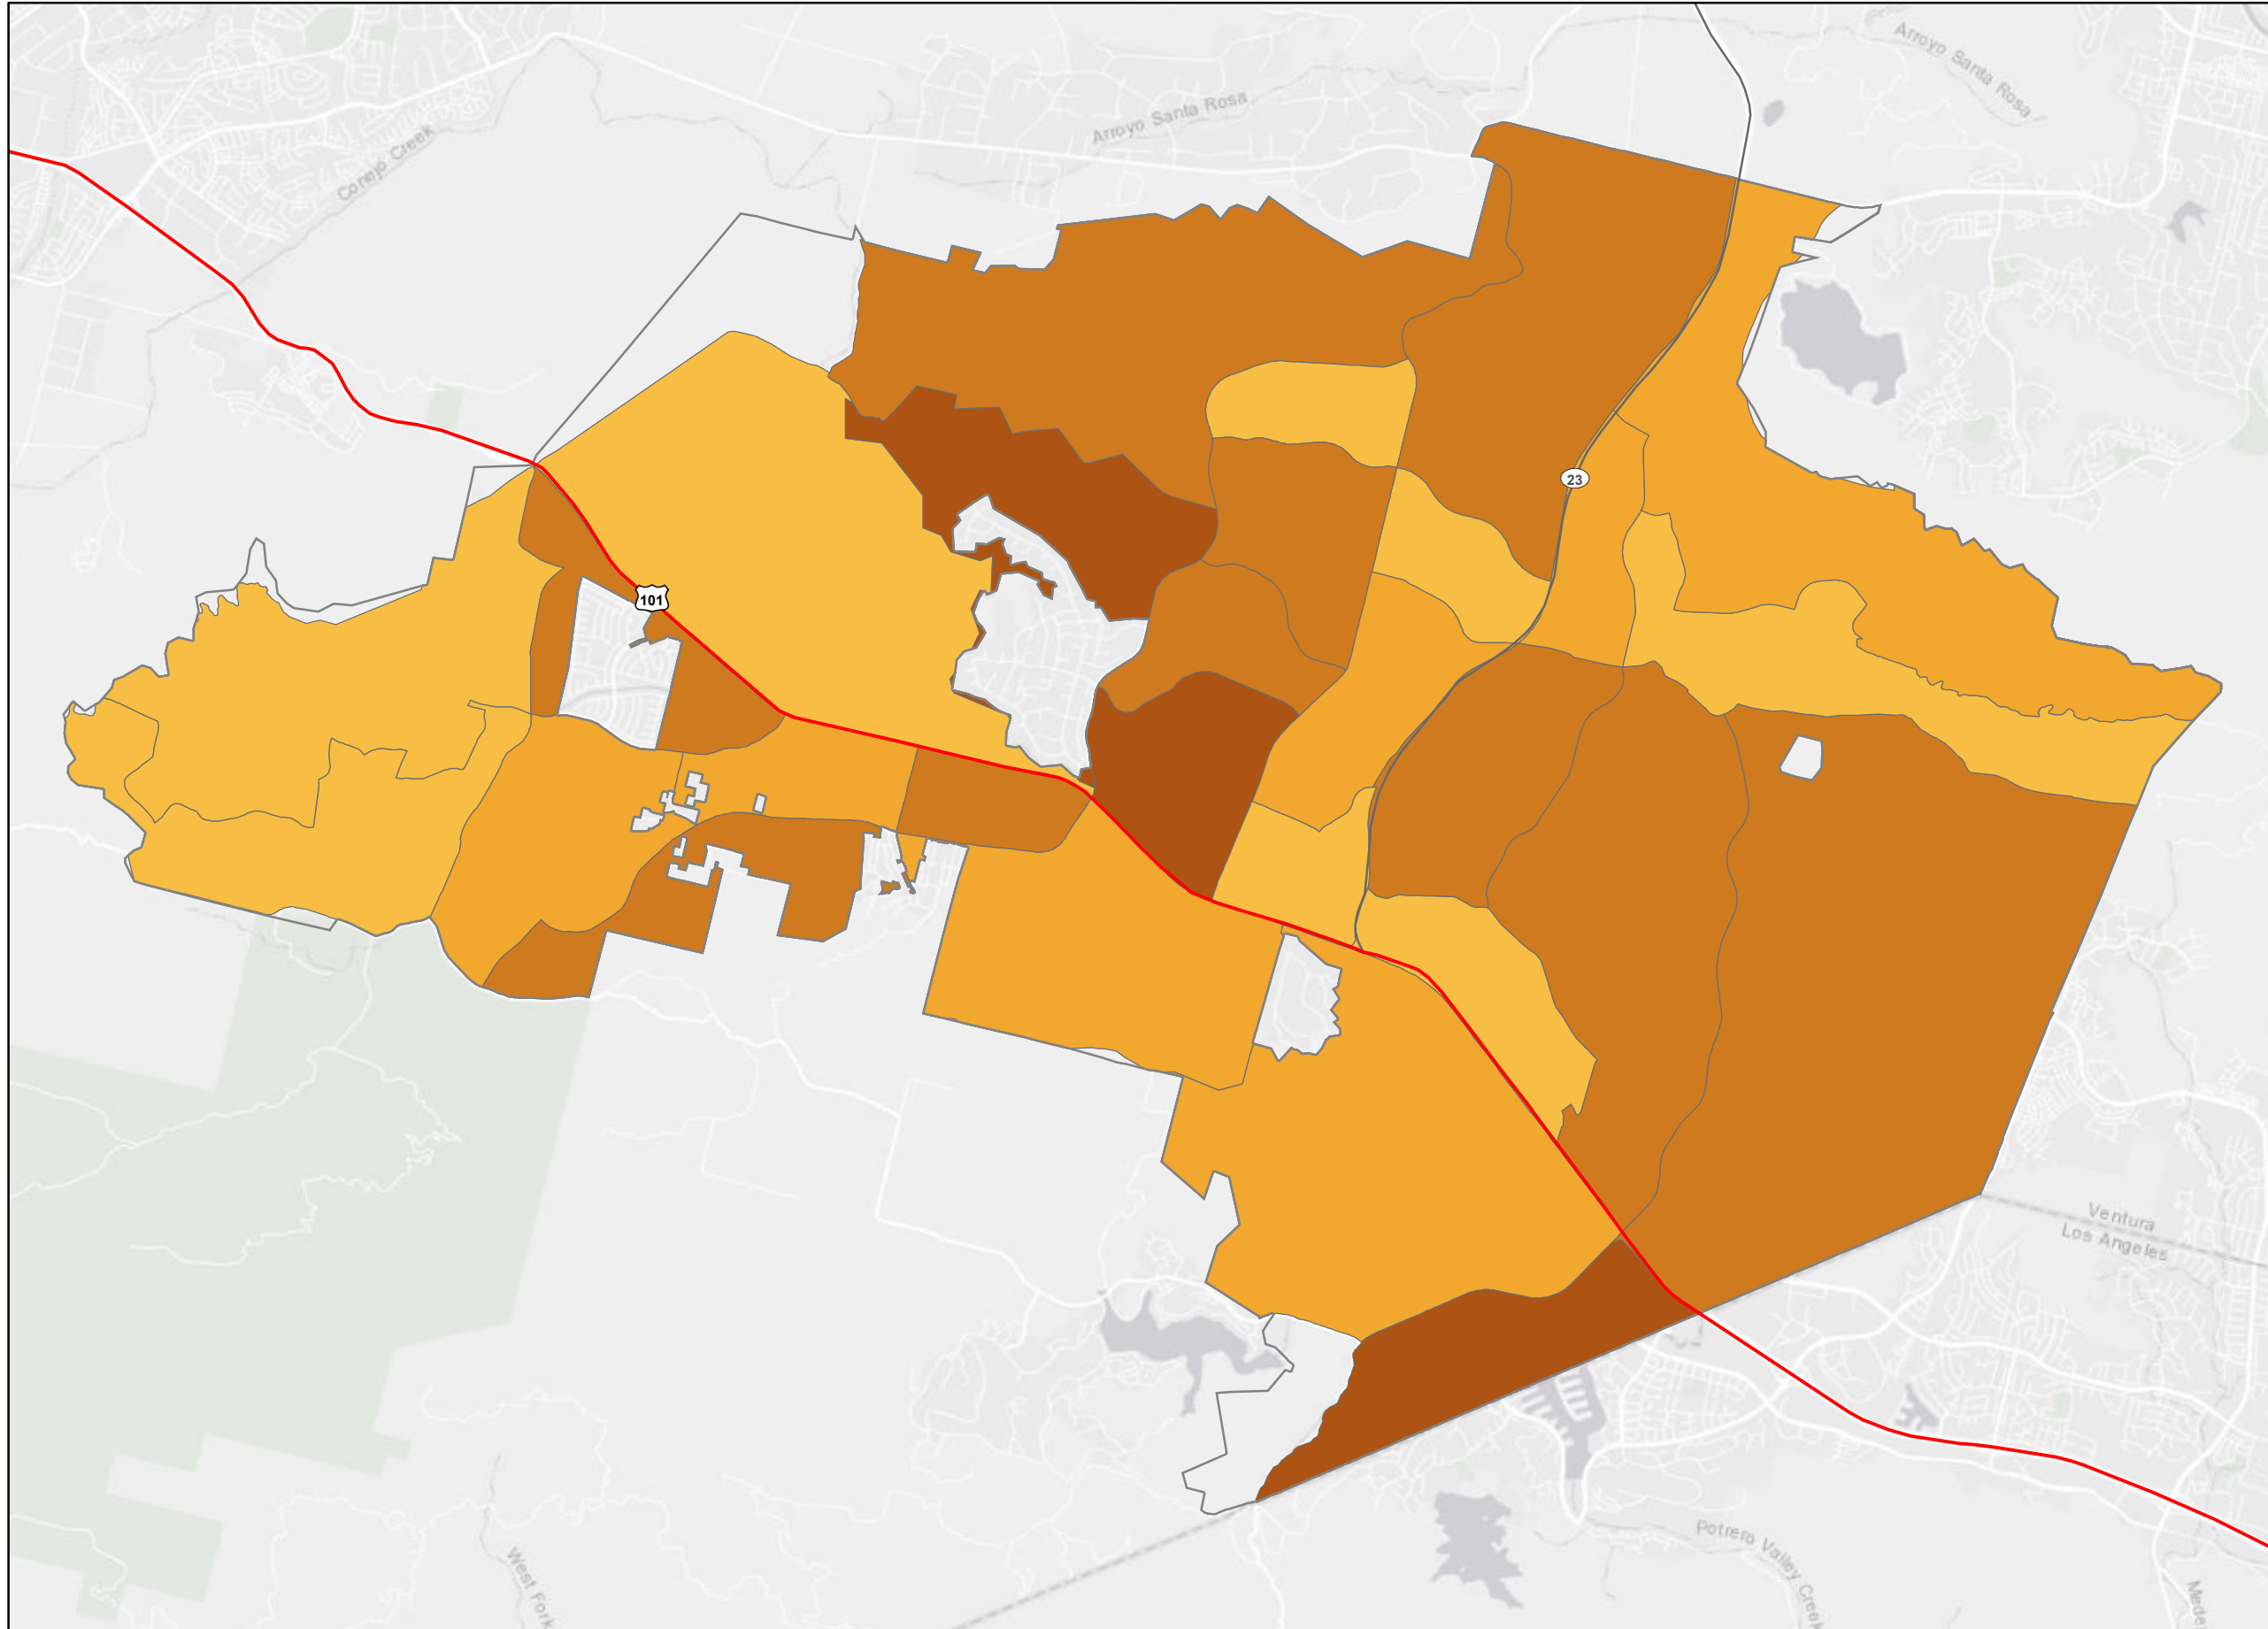 Arroyo Santa Rosa
Arroyo Santa Rosa
Conejo Creek
23
101
Ventura
Los Angeles
Potrero Valley Creek
West Fork